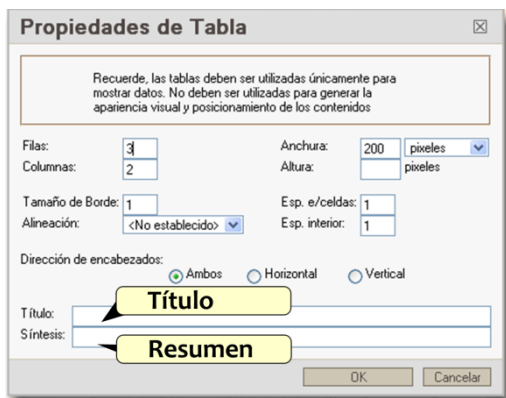 Propiedades de Tabla
Recuerde, las tablas deben ser utilizadas únicamente para
mostrar datos. No deben ser utilizadas para generar la
apariencia visual y posicionamiento de los contenidos
Filas: 3 Anchura: 200 pixeles
Columnas: 2 Altura: pixeles
Tamaño de Borde: 1 Esp. e/celdas: 1
Alineación: <No establecido> Esp. interior: 1
Dirección de encabezados:
Ambos Horizontal Vertical
Título
Título:
Síntesis:
Resumen
OK Cancelar